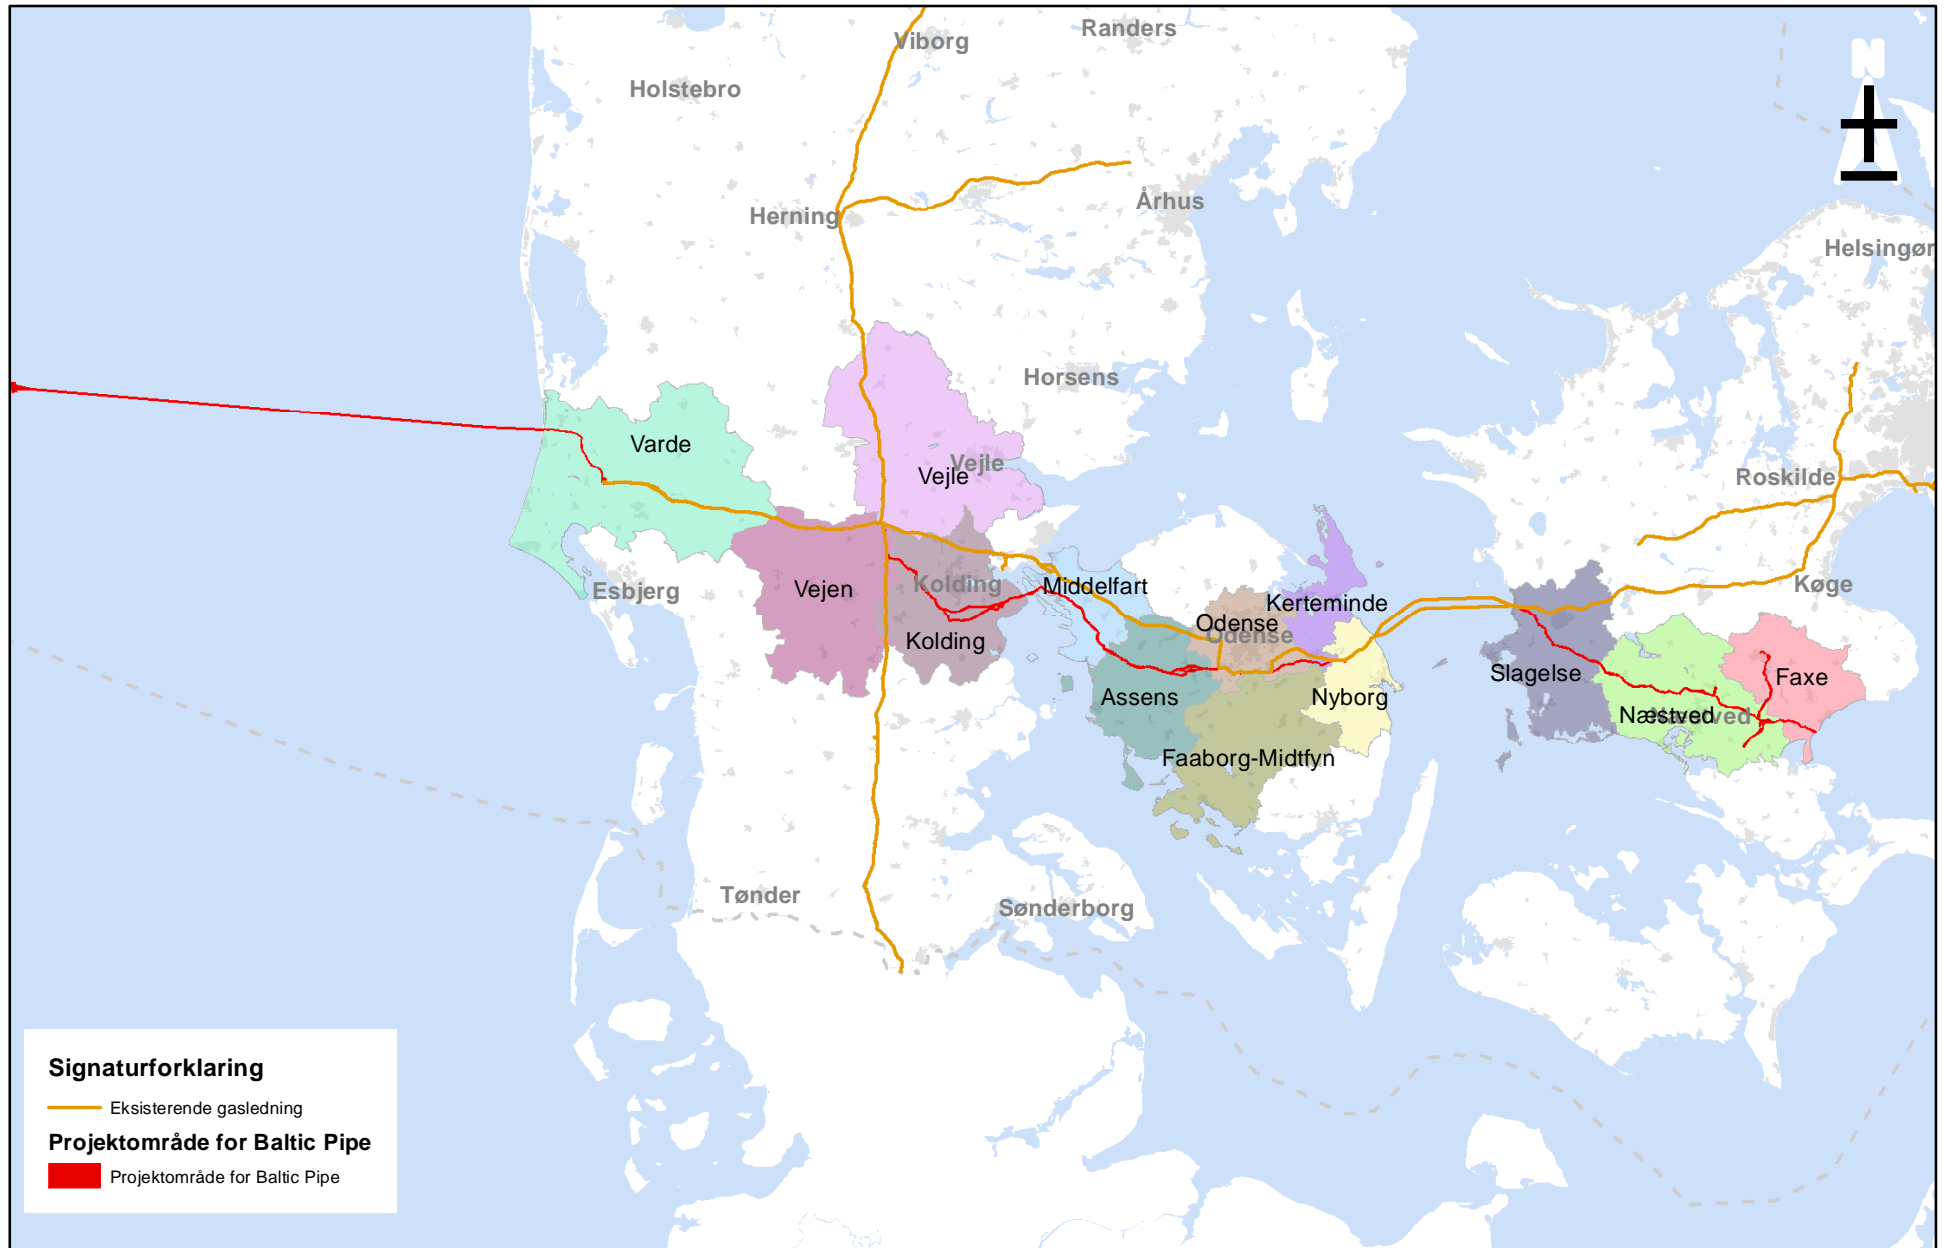 Viborg
Randers
Holstebro
N
Herning
Århus
Helsingør
Horsens
Varde
Vejle
Vejle
Roskilde
Esbjerg
Vejen
Kolding
Kolding
Middelfart
Kerteminde
Odense
Odense
Køge
Assens
Nyborg
Slagelse
Næstved
Næstved
Faxe
Faaborg-Midtfyn
Tønder
Sønderborg
Signaturforklaring
Eksisterende gasledning
Projektområde for Baltic Pipe
Projektområde for Baltic Pipe